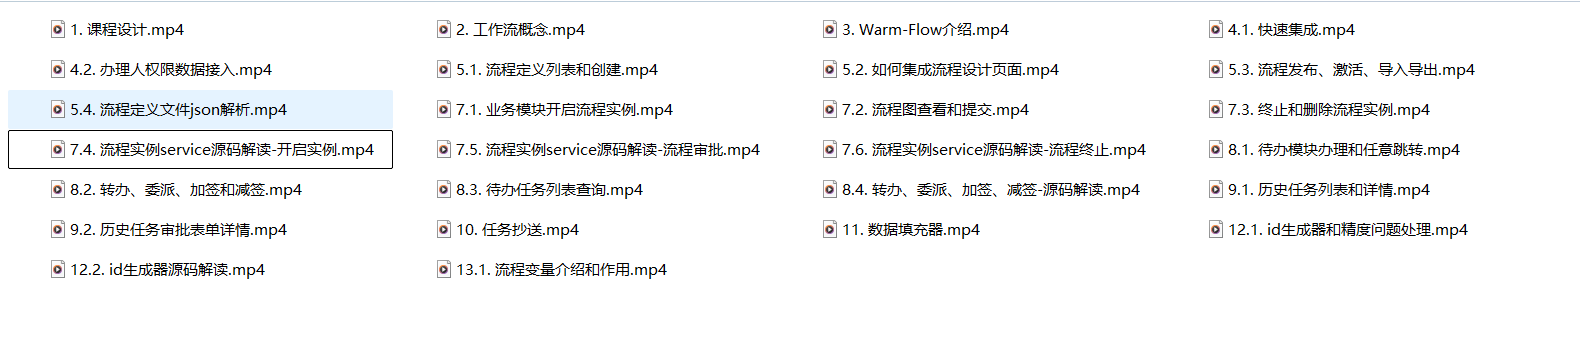 1. 课程设计.mp4
2. 工作流概念.mp4
3. Warm-Flow介绍.mp4
4.1. 快速集成.mp4
4.2. 办理人权限数据接入.mp4
5.1. 流程定义列表和创建.mp4
5.2. 如何集成流程设计页面.mp4
5.3. 流程发布、激活、导入导出.mp4
5.4. 流程定义文件json解析.mp4
7.1. 业务模块开启流程实例.mp4
7.2. 流程图查看和提交.mp4
7.3. 终止和删除流程实例.mp4
7.4. 流程实例service源码解读-开启实例.mp4
7.5. 流程实例service源码解读-流程审批.mp4
7.6. 流程实例service源码解读-流程终止.mp4
8.1. 待办模块办理和任意跳转.mp4
8.2. 转办、委派、加签和减签.mp4
8.3. 待办任务列表查询.mp4
8.4. 转办、委派、加签、减签-源码解读.mp4
9.1. 历史任务列表和详情.mp4
9.2. 历史任务审批表单详情.mp4
10. 任务抄送.mp4
11. 数据填充器.mp4
12.1. id生成器和精度问题处理.mp4
12.2. id生成器源码解读.mp4
13.1. 流程变量介绍和作用.mp4